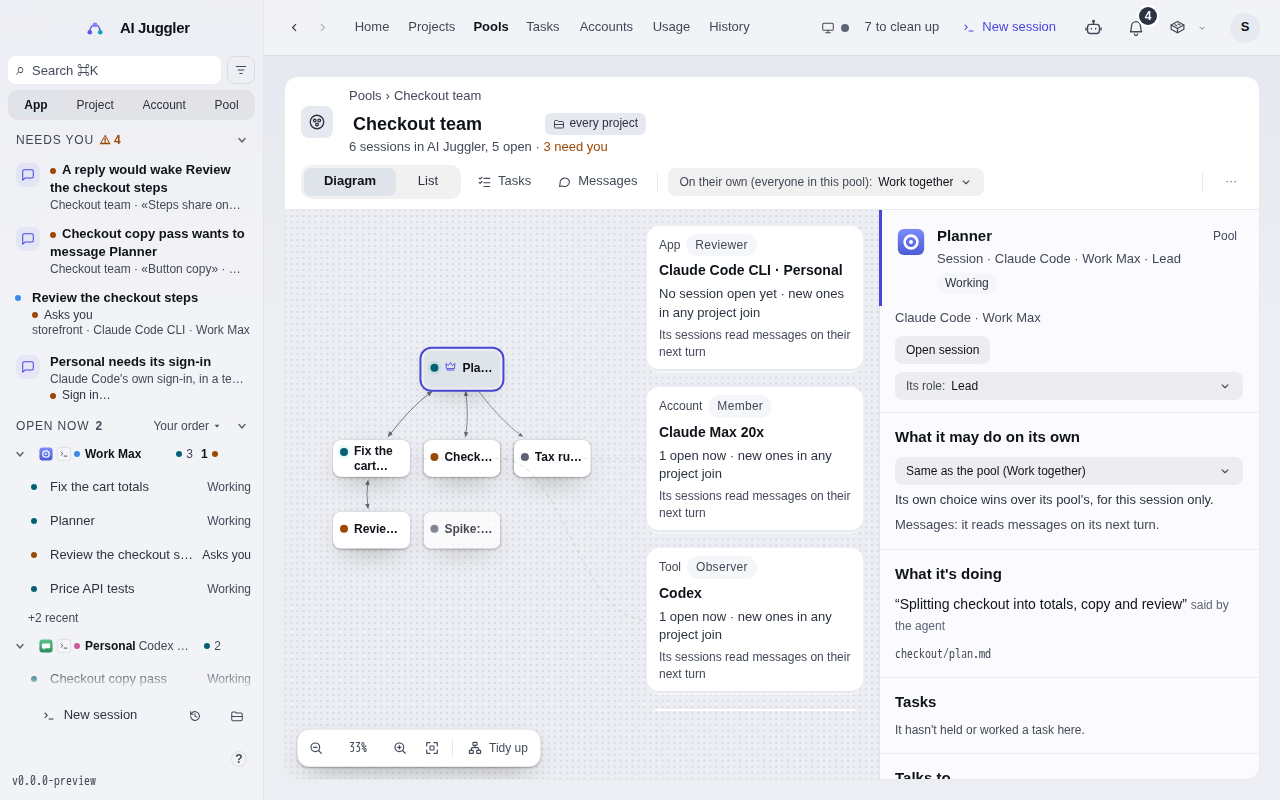 AI Juggler
Search ⌘K
App Project Account Pool
NEEDS YOU 4
A reply would wake Review
the checkout steps
Checkout team · «Steps share on…
Checkout copy pass wants to
message Planner
Checkout team · «Button copy» · …
Review the checkout steps
Asks you
storefront · Claude Code CLI · Work Max
Personal needs its sign-in
Claude Code's own sign-in, in a te…
Sign in…
OPEN NOW 2 Your order
Work Max 3 1
Fix the cart totals Working
Planner Working
Review the checkout s… Asks you
Price API tests Working
+2 recent
Personal Codex … 2
Checkout copy pass Working
New session
?
v0.0.0-preview
Home Projects Pools Tasks Accounts Usage History
7 to clean up
New session
4
S
Pools › Checkout team
Checkout team every project
6 sessions in AI Juggler, 5 open · 3 need you
Diagram List Tasks Messages
On their own (everyone in this pool): Work together
Pla…
Fix the
cart…
Check…
Tax ru…
Revie…
Spike:…
App Reviewer
Claude Code CLI · Personal
No session open yet · new ones
in any project join
Its sessions read messages on their
next turn
Account Member
Claude Max 20x
1 open now · new ones in any
project join
Its sessions read messages on their
next turn
Tool Observer
Codex
1 open now · new ones in any
project join
Its sessions read messages on their
next turn
33% Tidy up
Planner Pool
Session · Claude Code · Work Max · Lead
Working
Claude Code · Work Max
Open session
Its role: Lead
What it may do on its own
Same as the pool (Work together)
Its own choice wins over its pool's, for this session only.
Messages: it reads messages on its next turn.
What it's doing
“Splitting checkout into totals, copy and review” said by
the agent
checkout/plan.md
Tasks
It hasn't held or worked a task here.
Talks to